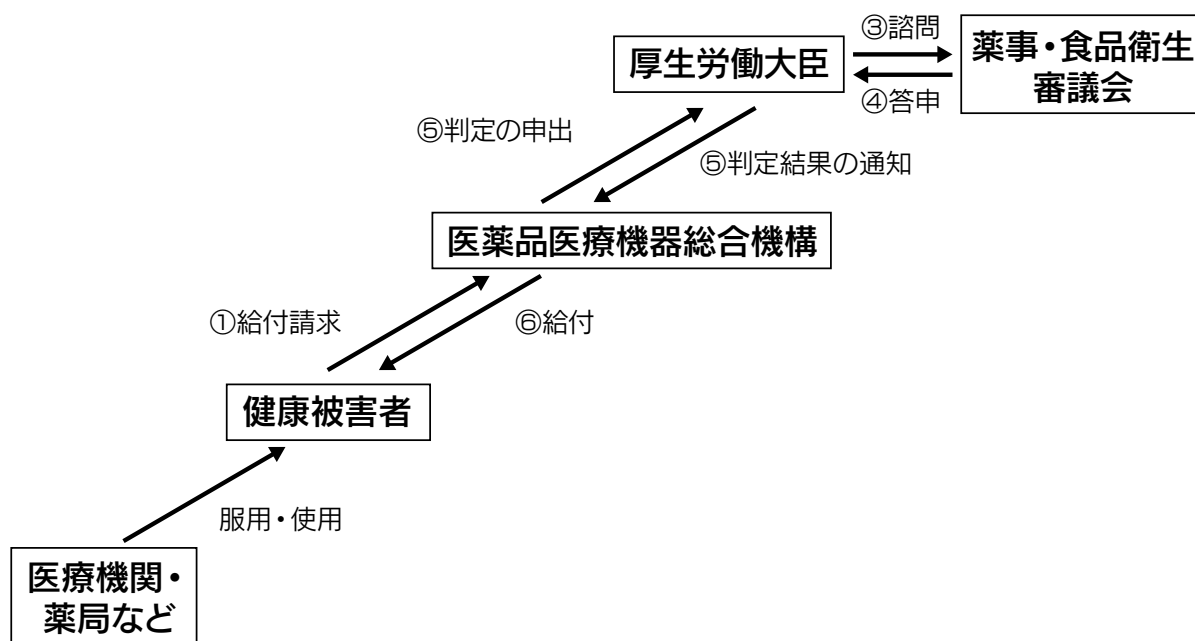 ③諮問
厚生労働大臣
薬事・食品衛生
審議会
④答申
⑤判定の申出
⑤判定結果の通知
医薬品医療機器総合機構
①給付請求
⑥給付
健康被害者
服用・使用
医療機関・
薬局など